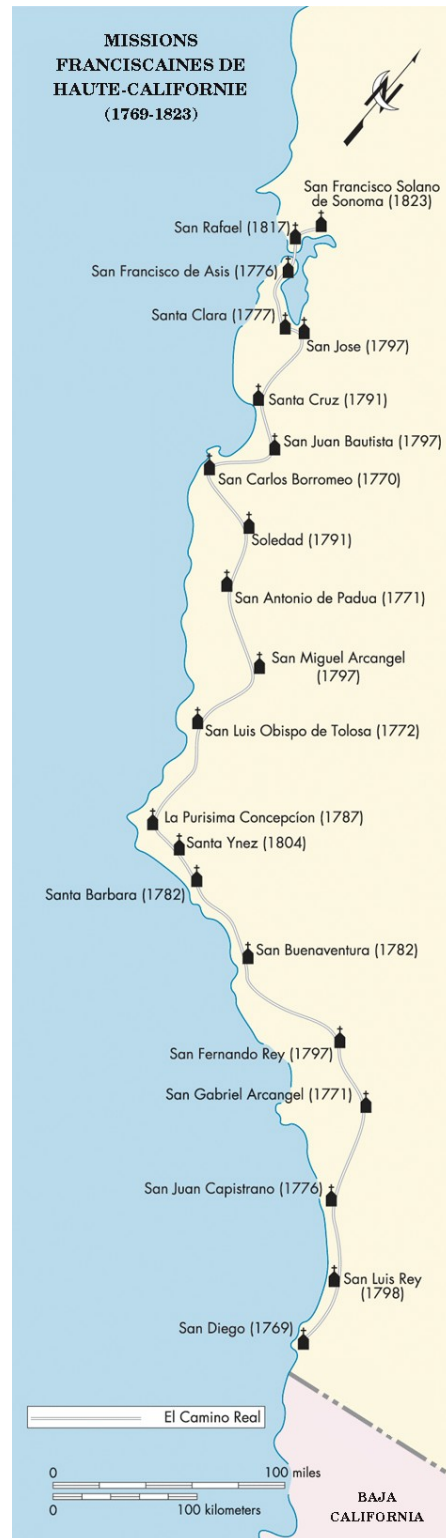 MISSIONS
FRANCISCAINES DE
HAUTE-CALIFORNIE
(1769-1823)
N
San Francisco Solano
de Sonoma (1823)
San Rafael (1817)
San Francisco de Asis (1776)
Santa Clara (1777)
San Jose (1797)
Santa Cruz (1791)
San Juan Bautista (1797)
San Carlos Borromeo (1770)
Soledad (1791)
San Antonio de Padua (1771)
San Miguel Arcangel
(1797)
San Luis Obispo de Tolosa (1772)
La Purisima Concepcíon (1787)
Santa Ynez (1804)
Santa Barbara (1782)
San Buenaventura (1782)
San Fernando Rey (1797)
San Gabriel Arcangel (1771)
San Juan Capistrano (1776)
San Luis Rey
(1798)
San Diego (1769)
El Camino Real
0 100 miles
0 100 kilometers
BAJA
CALIFORNIA